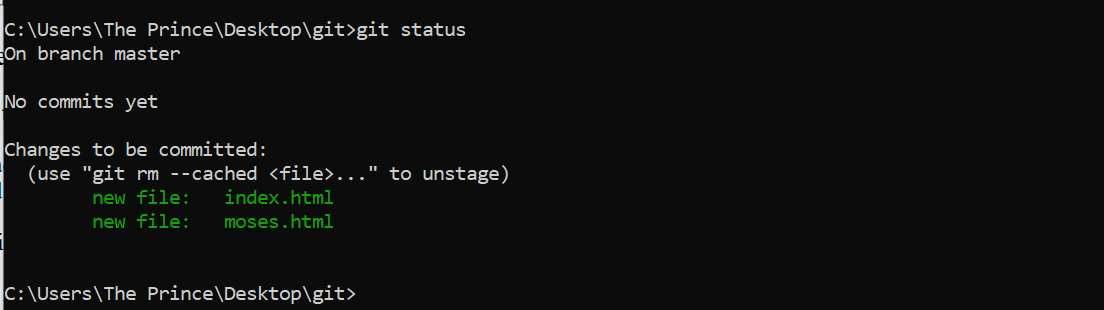 C:\Users\The Prince\Desktop\git>git status
On branch master
No commits yet
Changes to be committed:
(use "git rm --cached <file>..." to unstage)
new file: index.html
new file: moses.html
C:\Users\The Prince\Desktop\git>